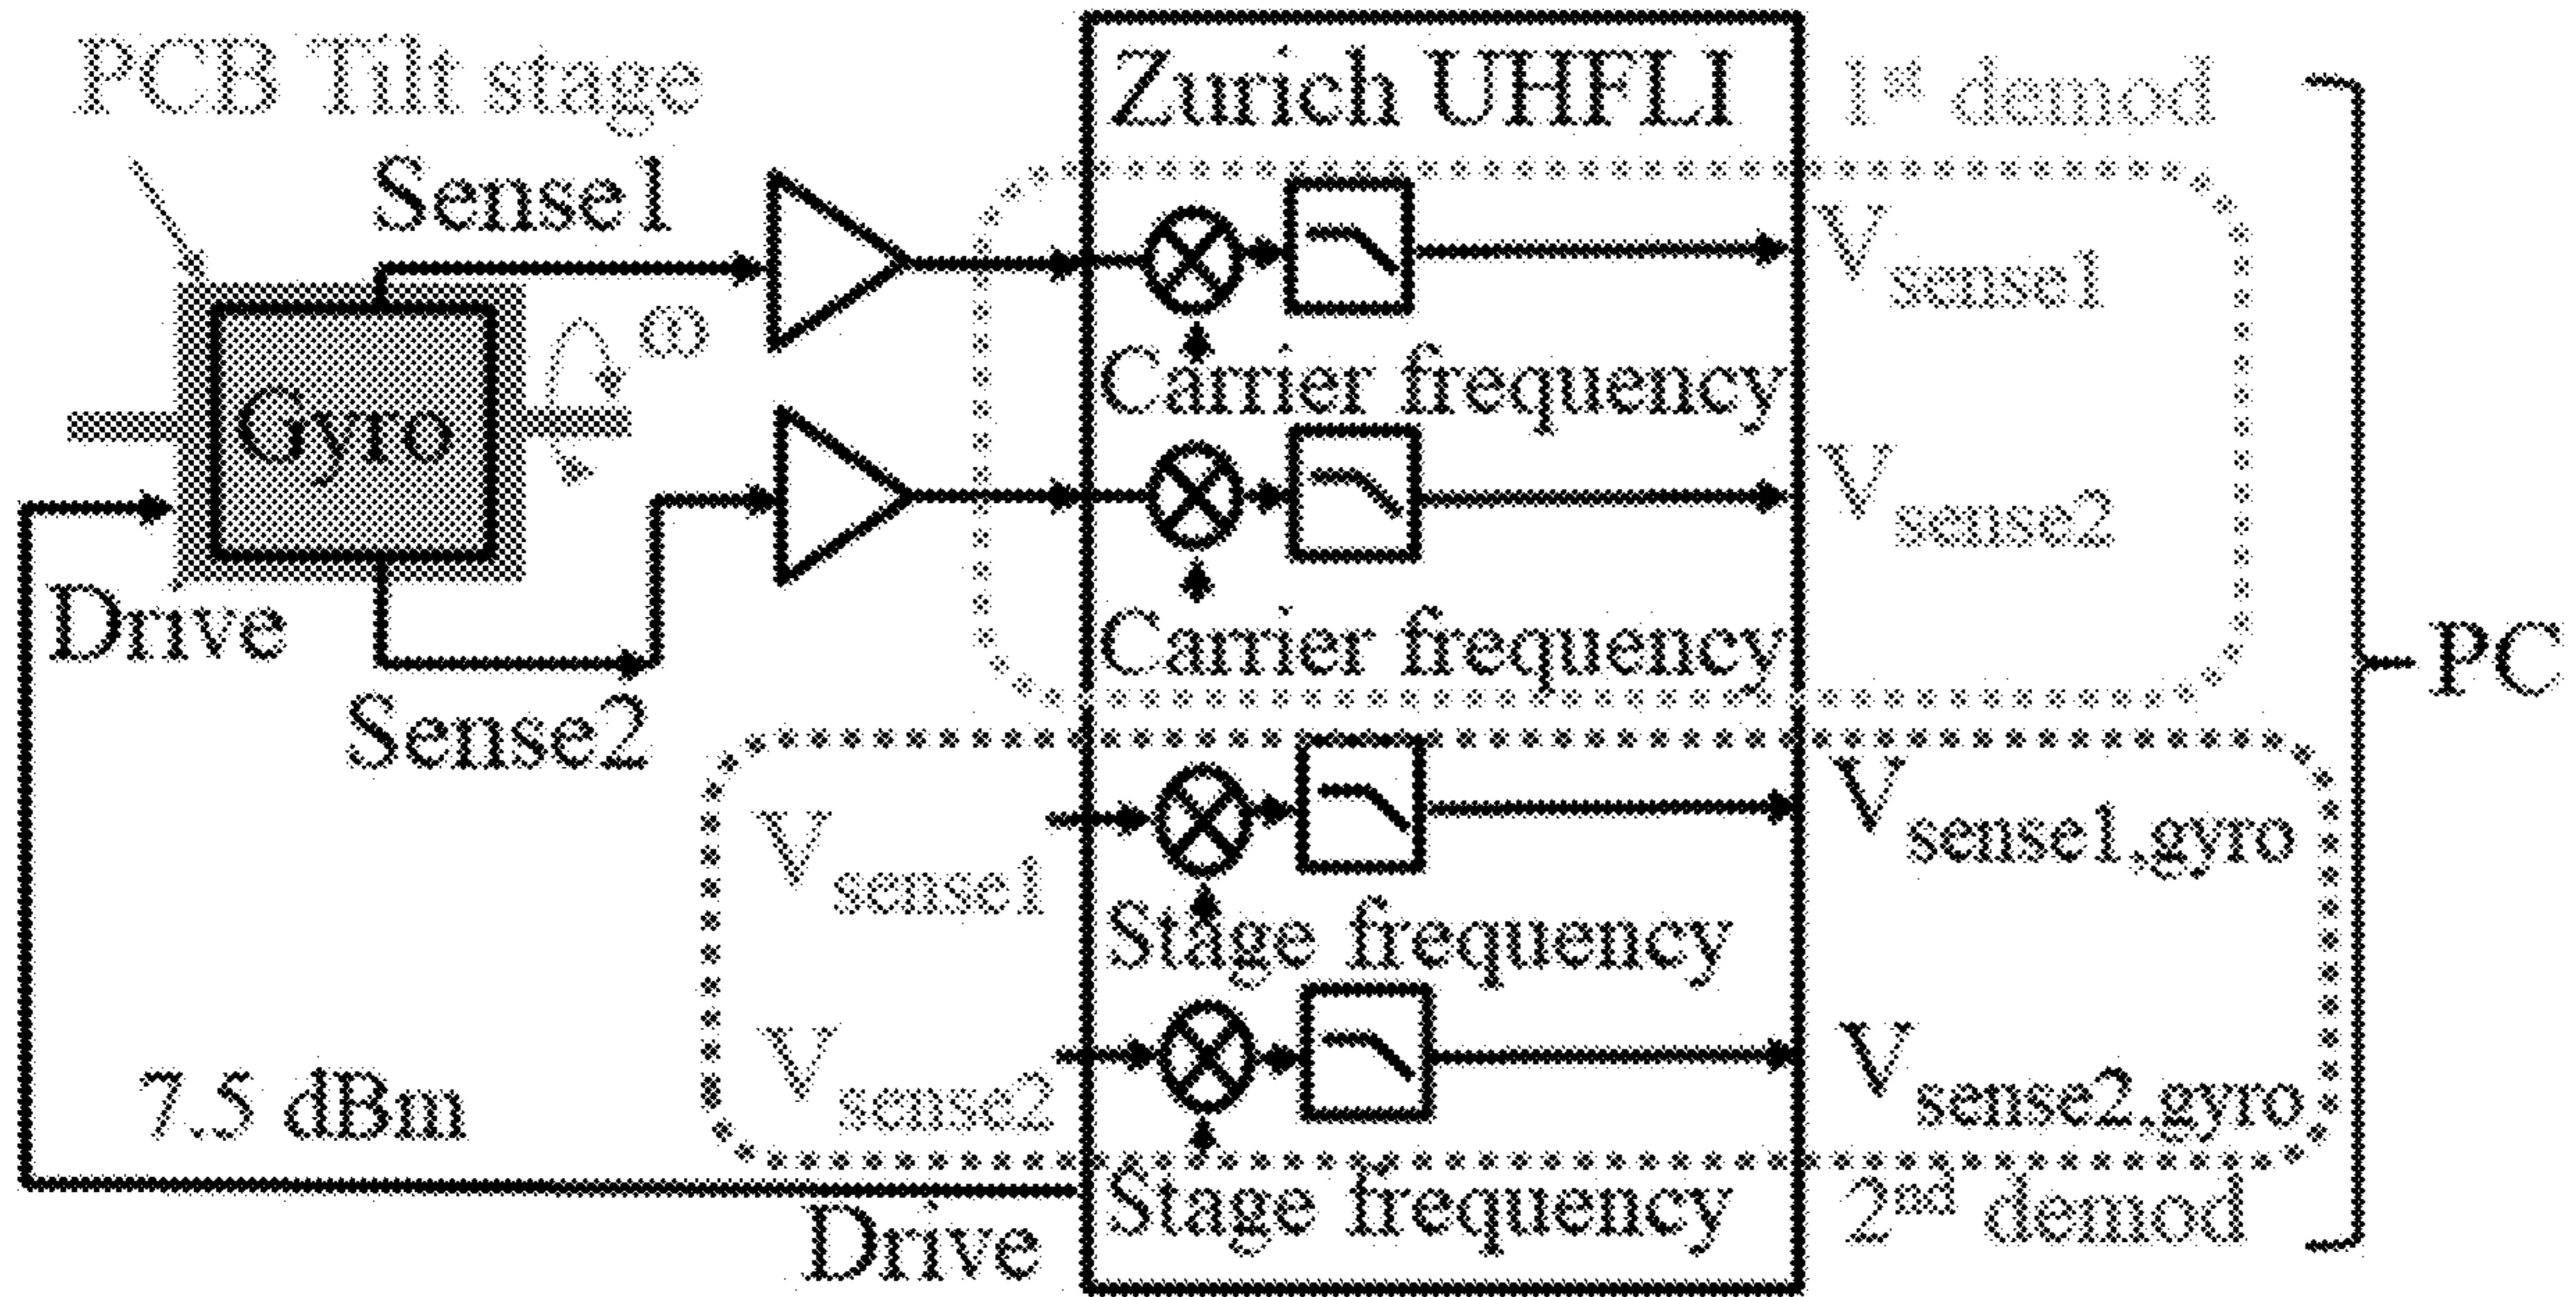 PCB Tilt stage
Zurich UHFLI
1st demod
Sense1
Vsense1
ω
Carrier frequency
Gyro
Vsense2
Drive
Carrier frequency
PC
Sense2
Vsense1
Vsense1,gyro
Stage frequency
Vsense2
Vsense2,gyro
7.5 dBm
Stage frequency
2nd demod
Drive